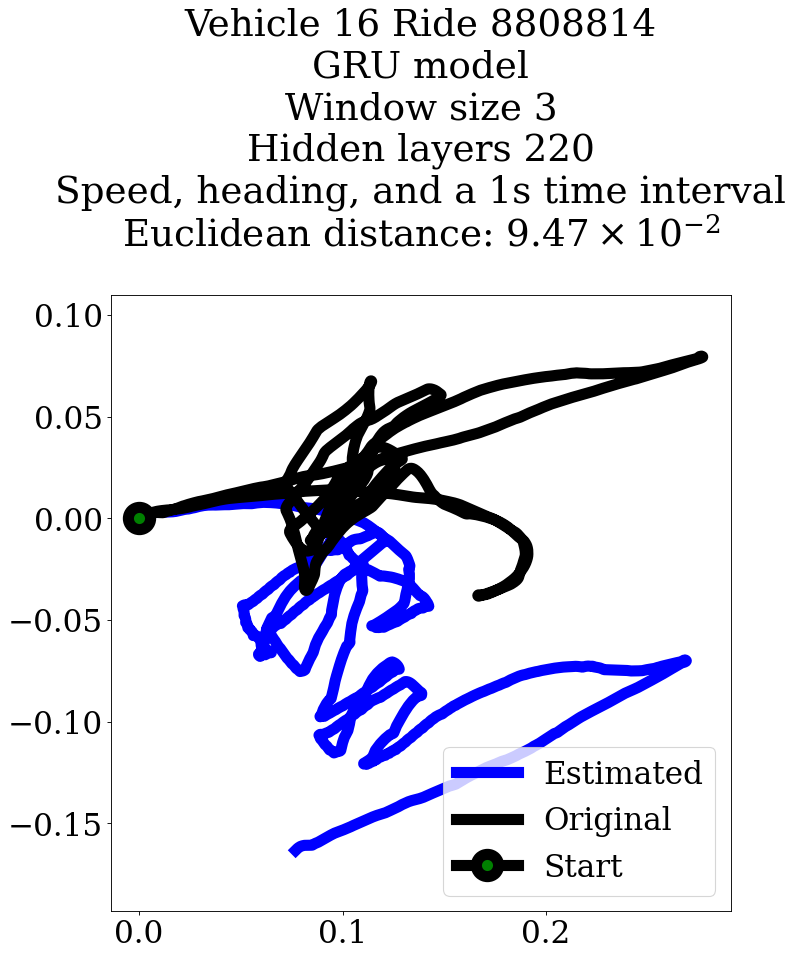 Vehicle 16 Ride 8808814
GRU model
Window size 3
Hidden layers 220
Speed, heading, and a 1s time interval
Euclidean distance: 9.47 × 10⁻²
0.10
0.05
0.00
−0.05
−0.10
−0.15
Estimated
Original
Start
0.0 0.1 0.2